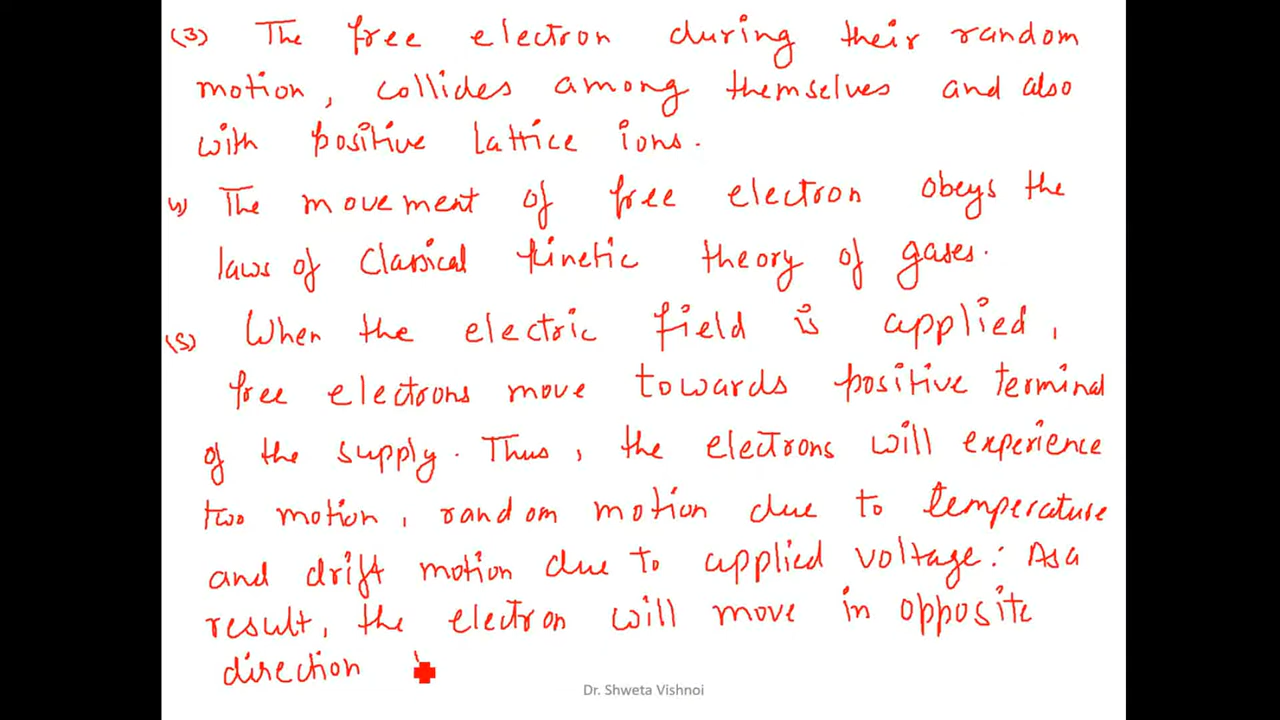 (3) The free electron during their random
motion, collides among themselves and also
with positive lattice ions.
4) The movement of free electron obeys the
laws of Classical kinetic theory of gases.
(5) When the electric field is applied,
free electrons move towards positive terminal
of the supply. Thus, the electrons will experience
two motion, random motion due to temperature
and drift motion due to applied voltage. As a
result, the electron will move in opposite
direction
Dr. Shweta Vishnoi